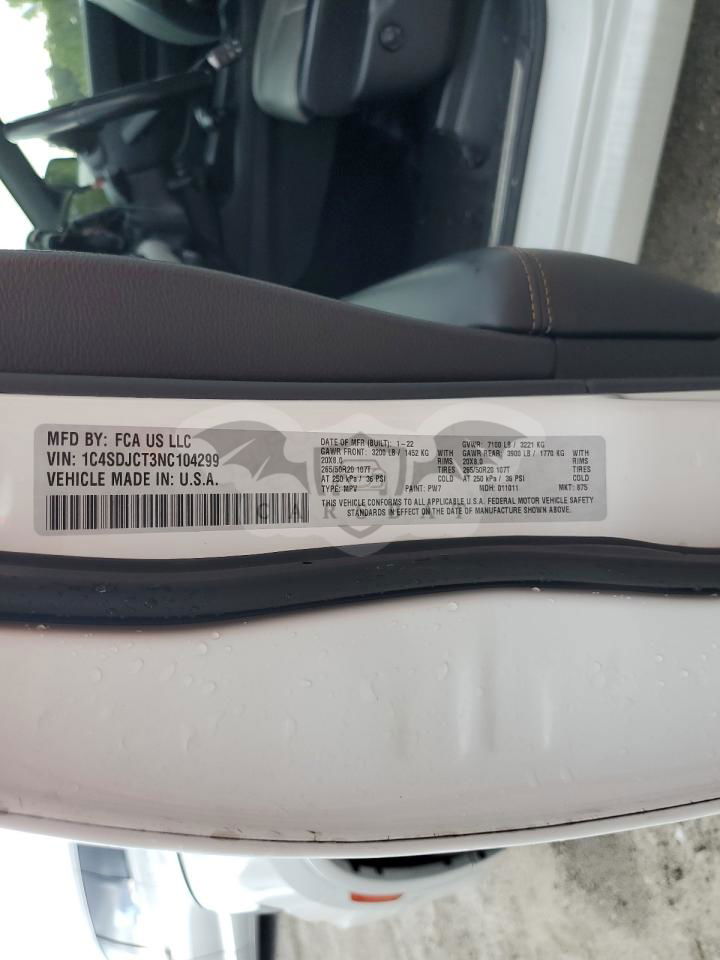 MFD BY: FCA US LLC
VIN: 1C4SDJCT3NC104299
VEHICLE MADE IN: U.S.A.
DATE OF MFR (BUILT): 1-22 GVWR: 7100 LB / 3221 KG
GAWR FRONT: 3200 LB / 1452 KG WITH GAWR REAR: 3900 LB / 1770 KG WITH
20X8.0 RIMS 20X8.0 RIMS
265/50R20 107T TIRES 265/50R20 107T TIRES
AT 250 kPa / 36 PSI COLD AT 250 kPa / 36 PSI COLD
TYPE: MPV PAINT: PW7 MDH: 011011 MKT: 875
THIS VEHICLE CONFORMS TO ALL APPLICABLE U.S.A. FEDERAL MOTOR VEHICLE SAFETY
STANDARDS IN EFFECT ON THE DATE OF MANUFACTURE SHOWN ABOVE.